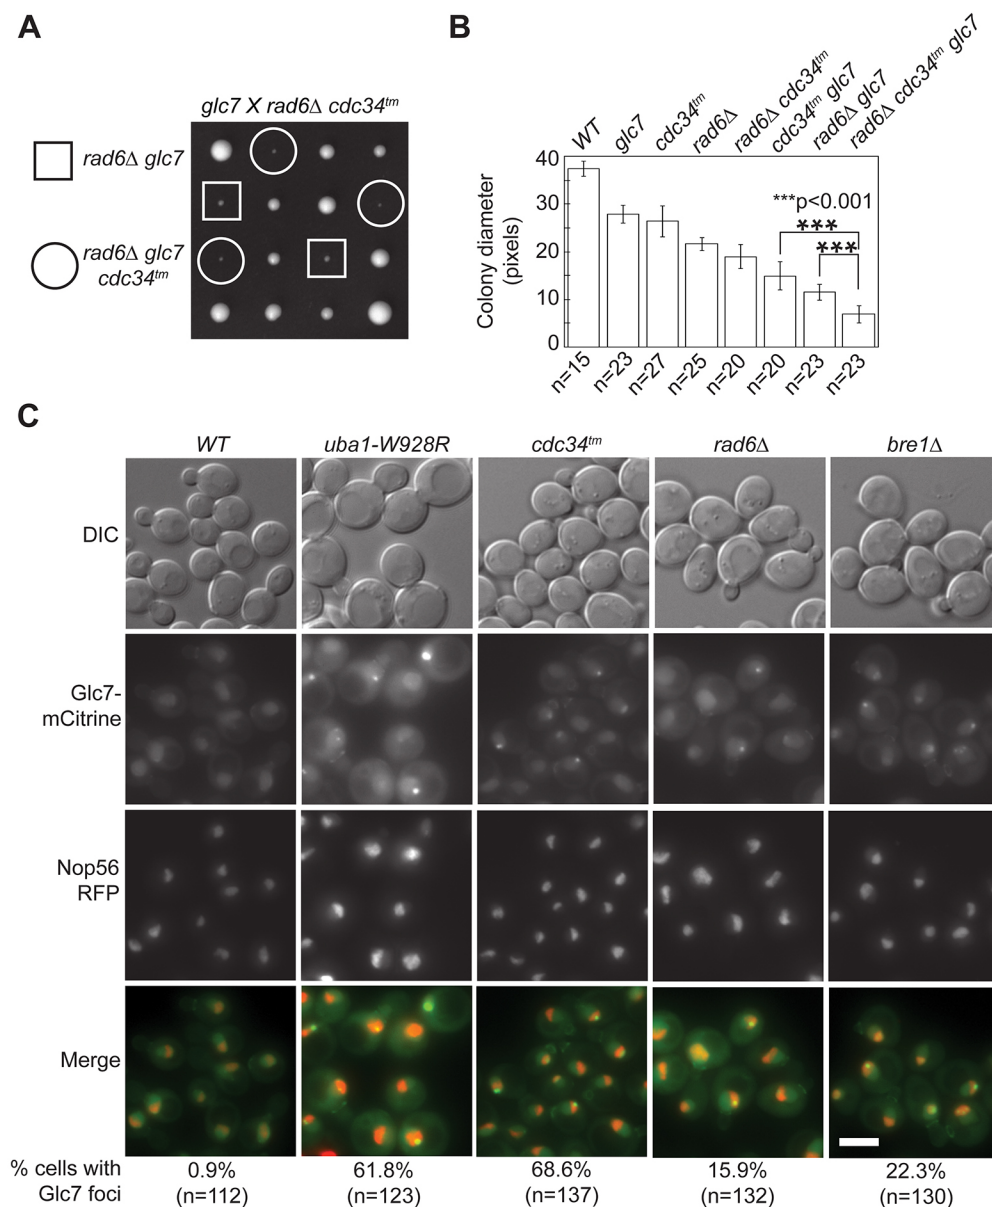 A
glc7 X rad6Δ cdc34tm
rad6Δ glc7
rad6Δ glc7
cdc34tm
B
WT
glc7
cdc34tm
rad6Δ
rad6Δ cdc34tm
cdc34tm glc7
rad6Δ glc7
rad6Δ cdc34tm glc7
Colony diameter
(pixels)
40
30
20
10
0
***p<0.001
***
***
n=15
n=23
n=27
n=25
n=20
n=20
n=23
n=23
C
WT
uba1-W928R
cdc34tm
rad6Δ
bre1Δ
DIC
Glc7-
mCitrine
Nop56
RFP
Merge
% cells with
Glc7 foci
0.9%
(n=112)
61.8%
(n=123)
68.6%
(n=137)
15.9%
(n=132)
22.3%
(n=130)